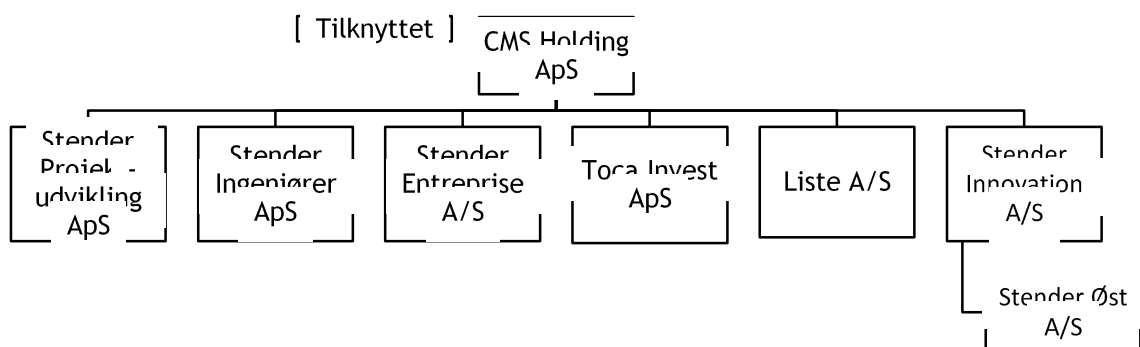 [ Tilknyttet ]
CMS Holding
ApS
Stender
Projek -
udvikling
ApS
Stender
Ingeniører
ApS
Stender
Entreprise
A/S
Toca Invest
ApS
Liste A/S
Stender
Innovation
A/S
Stender Øst
A/S